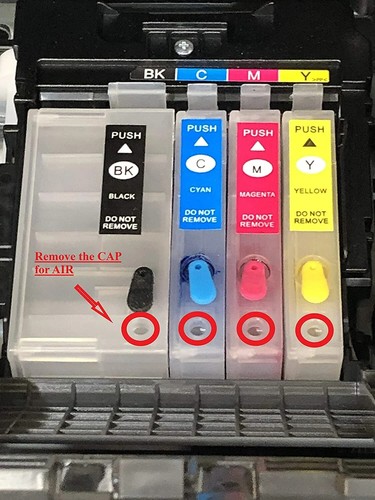 BK C M Y
PUSH
BK
BLACK
DO NOT
REMOVE
PUSH
C
CYAN
DO NOT
REMOVE
PUSH
M
MAGENTA
DO NOT
REMOVE
PUSH
Y
YELLOW
DO NOT
REMOVE
Remove the CAP
for AIR